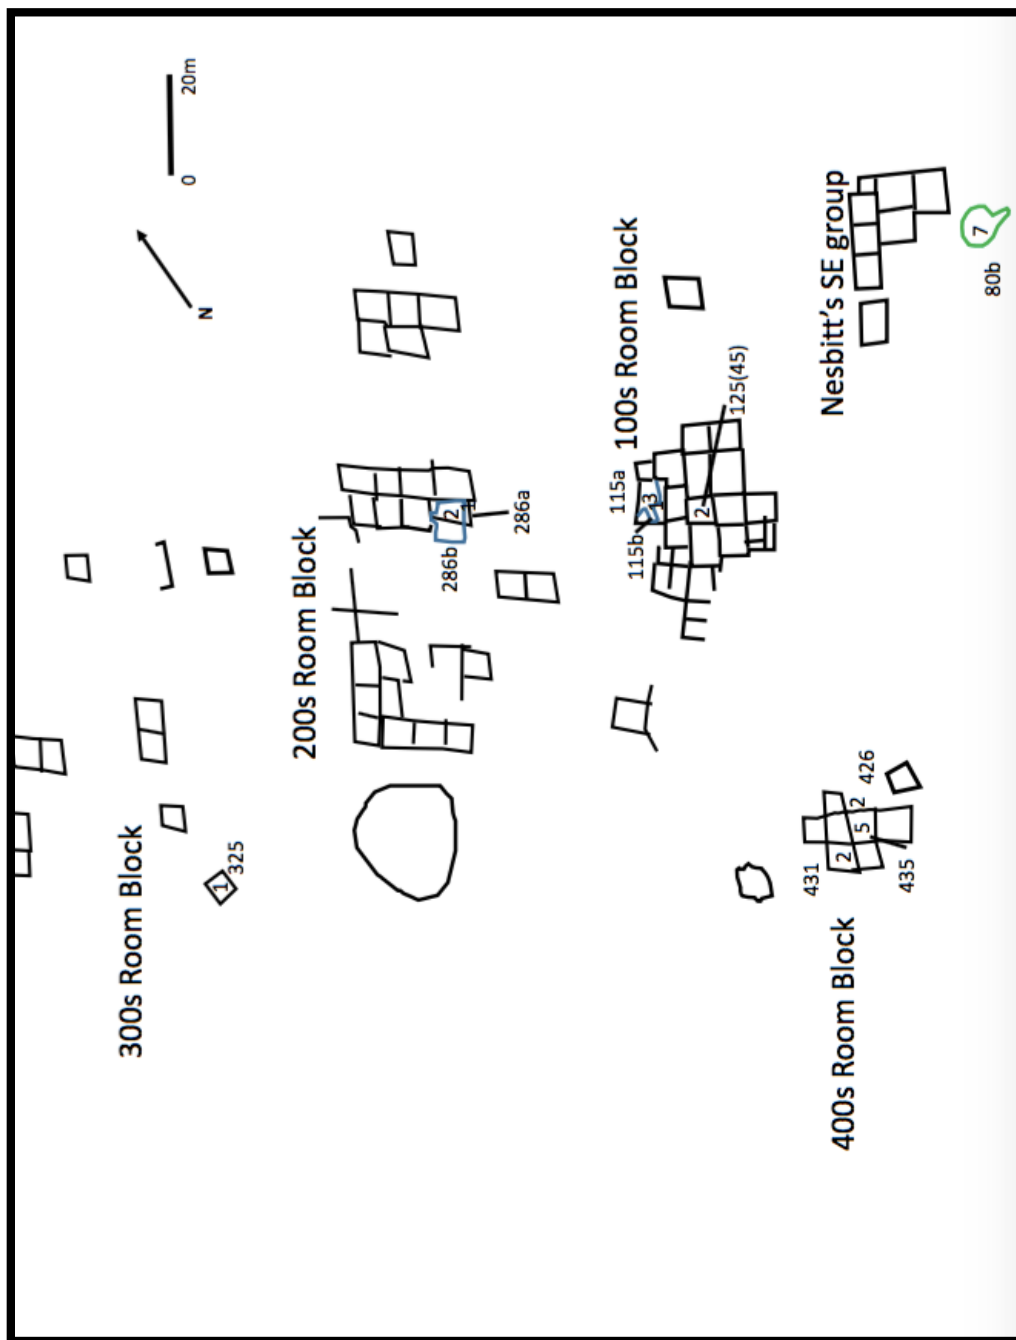 300s Room Block
0 20m
N
1
325
200s Room Block
286b
2
286a
115a
100s Room Block
115b
3
2
125(45)
431
Nesbitt's SE group
400s Room Block
2
5
2
426
435
7
80b